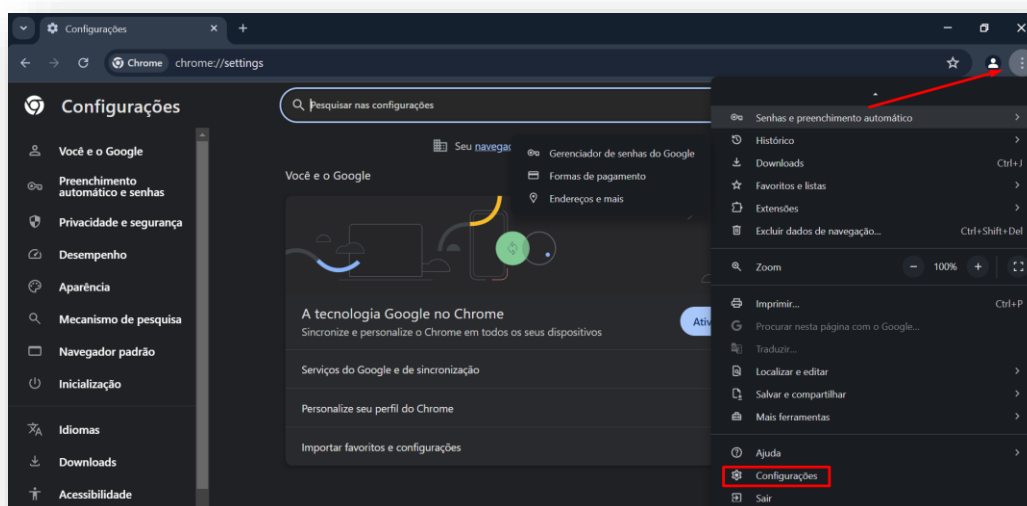 Configurações
Chrome chrome://settings
Configurações
Você e o Google
Preenchimento
automático e senhas
Privacidade e segurança
Desempenho
Aparência
Mecanismo de pesquisa
Navegador padrão
Inicialização
Idiomas
Downloads
Acessibilidade
Pesquisar nas configurações
Seu navegad
Você e o Google
A tecnologia Google no Chrome
Sincronize e personalize o Chrome em todos os seus dispositivos
Ativ
Serviços do Google e de sincronização
Personalize seu perfil do Chrome
Importar favoritos e configurações
Gerenciador de senhas do Google
Formas de pagamento
Endereços e mais
Senhas e preenchimento automático
Histórico
Downloads Ctrl+J
Favoritos e listas
Extensões
Excluir dados de navegação... Ctrl+Shift+Del
Zoom - 100% +
Imprimir... Ctrl+P
Procurar nesta página com o Google...
Traduzir...
Localizar e editar
Salvar e compartilhar
Mais ferramentas
Ajuda
Configurações
Sair